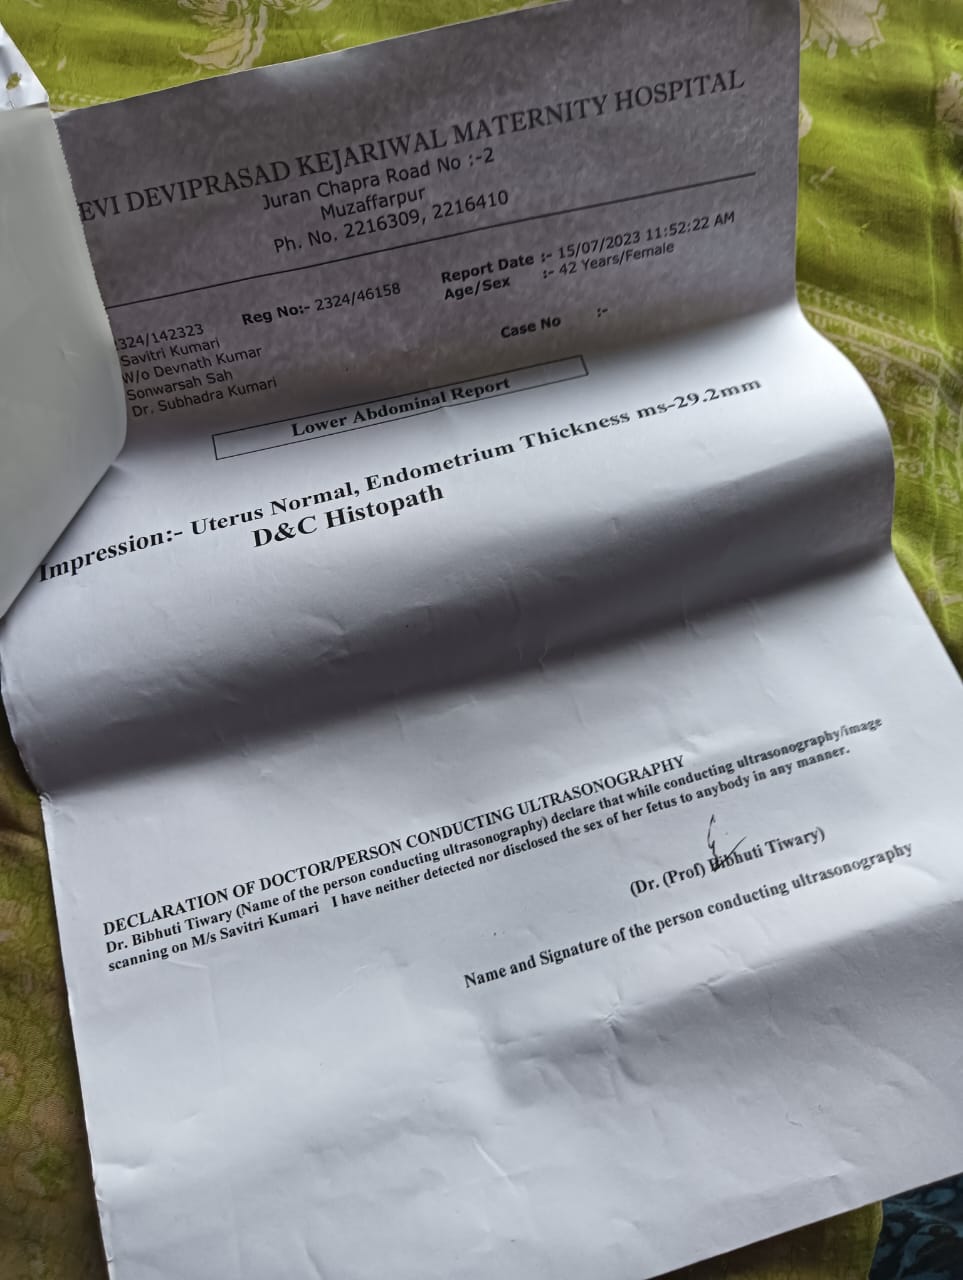 EVI DEVIPRASAD KEJARIWAL MATERNITY HOSPITAL
Juran Chapra Road No :-2
Muzaffarpur
Ph. No. 2216309, 2216410
324/142323
Reg No:- 2324/46158
Report Date :- 15/07/2023 11:52:22 AM
Savitri Kumari
Age/Sex :- 42 Years/Female
W/o Devnath Kumar
Sonwarsah Sah
Case No :-
Dr. Subhadra Kumari
Lower Abdominal Report
Impression:- Uterus Normal, Endometrium Thickness ms-29.2mm
D&C Histopath
DECLARATION OF DOCTOR/PERSON CONDUCTING ULTRASONOGRAPHY
Dr. Bibhuti Tiwary (Name of the person conducting ultrasonography) declare that while conducting ultrasonography/image
scanning on M/s Savitri Kumari I have neither detected nor disclosed the sex of her fetus to anybody in any manner.
(Dr. (Prof) Bibhuti Tiwary)
Name and Signature of the person conducting ultrasonography